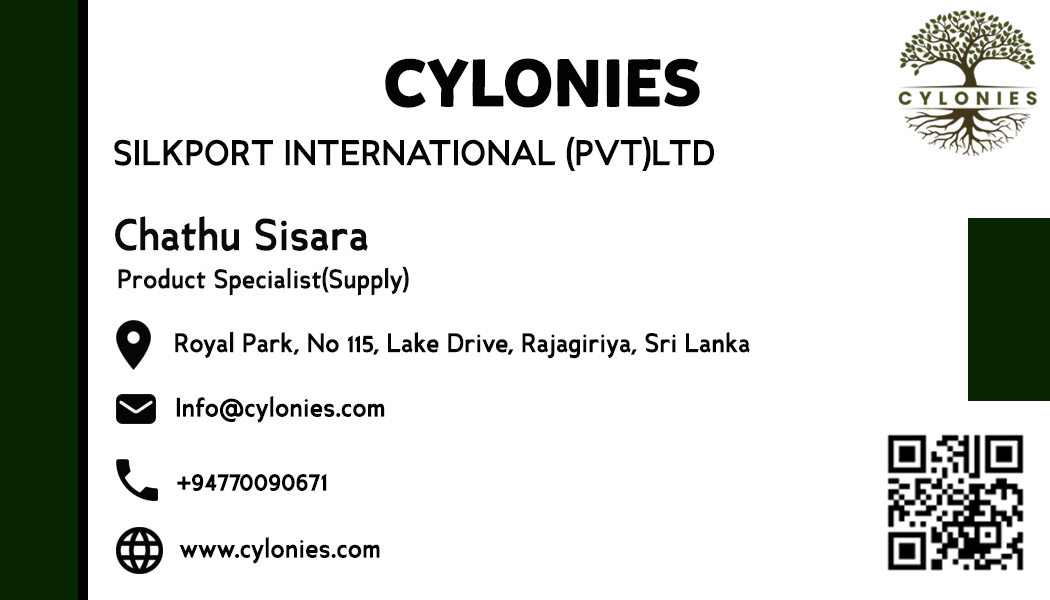 CYLONIES
CYLONIES
SILKPORT INTERNATIONAL (PVT)LTD
Chathu Sisara
Product Specialist(Supply)
Royal Park, No 115, Lake Drive, Rajagiriya, Sri Lanka
Info@cylonies.com
+94770090671
www.cylonies.com